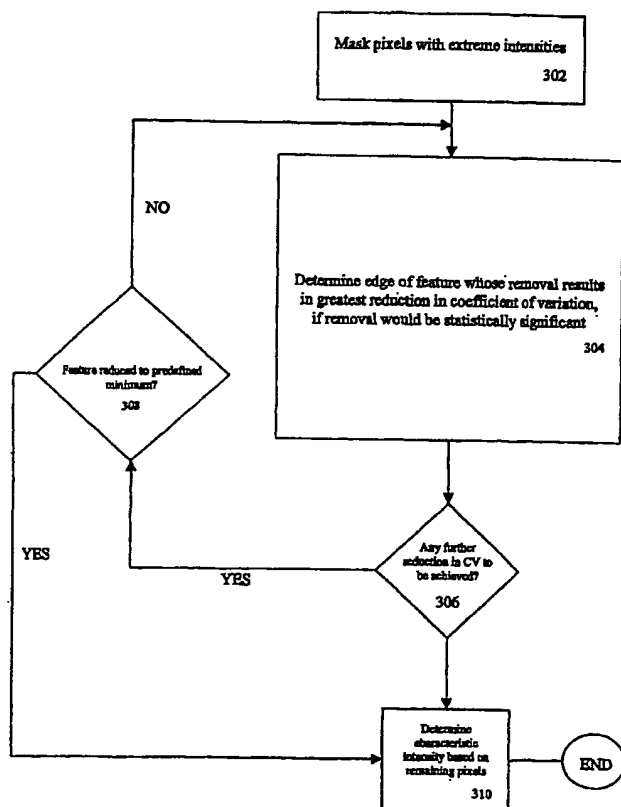 Mask pixels with extreme intensities
302
NO
Determine edge of feature whose removal results
in greatest reduction in coefficient of variation,
if removal would be statistically significant
304
Feature reduced to predefined
minimum?
308
YES
YES
Any further
reduction in CV to
be achieved?
306
Determine
characteristic
intensity based on
remaining pixels
310
END